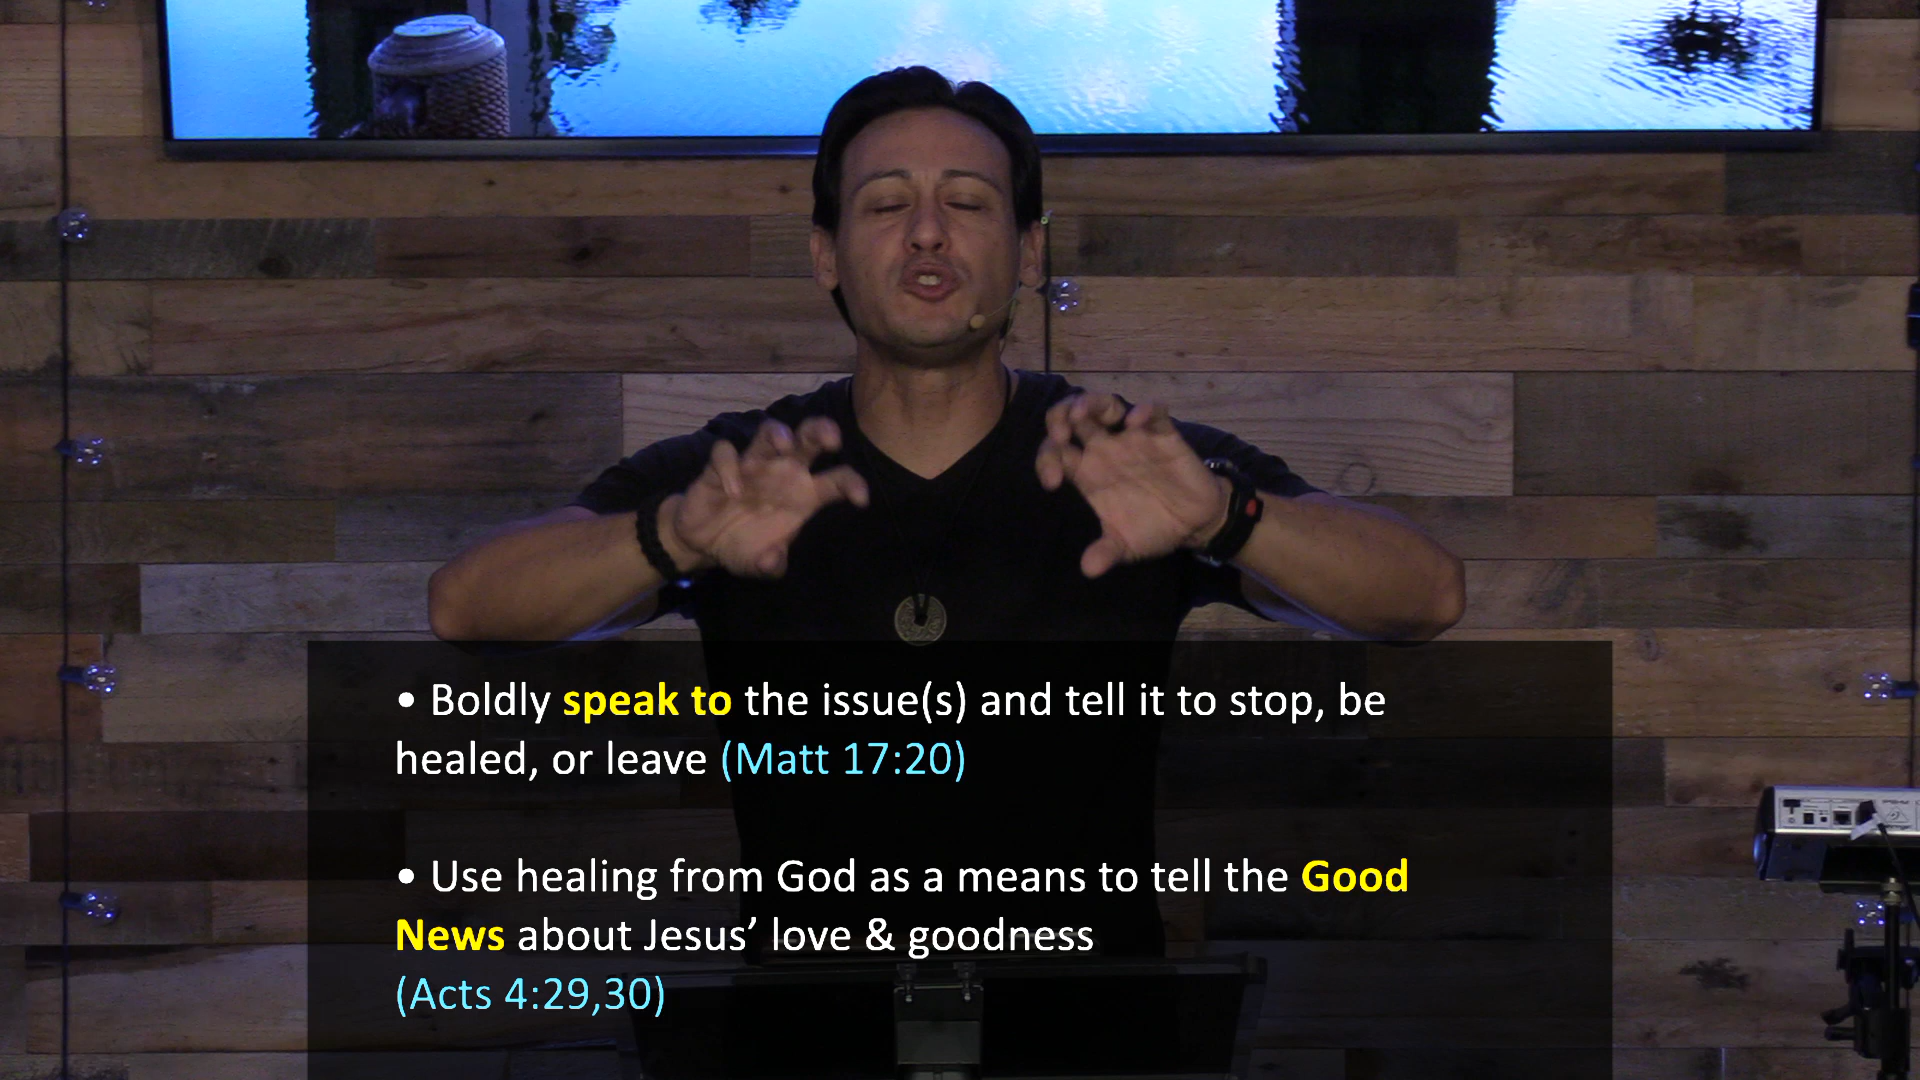 • Boldly speak to the issue(s) and tell it to stop, be
healed, or leave (Matt 17:20)
• Use healing from God as a means to tell the Good
News about Jesus’ love & goodness
(Acts 4:29,30)